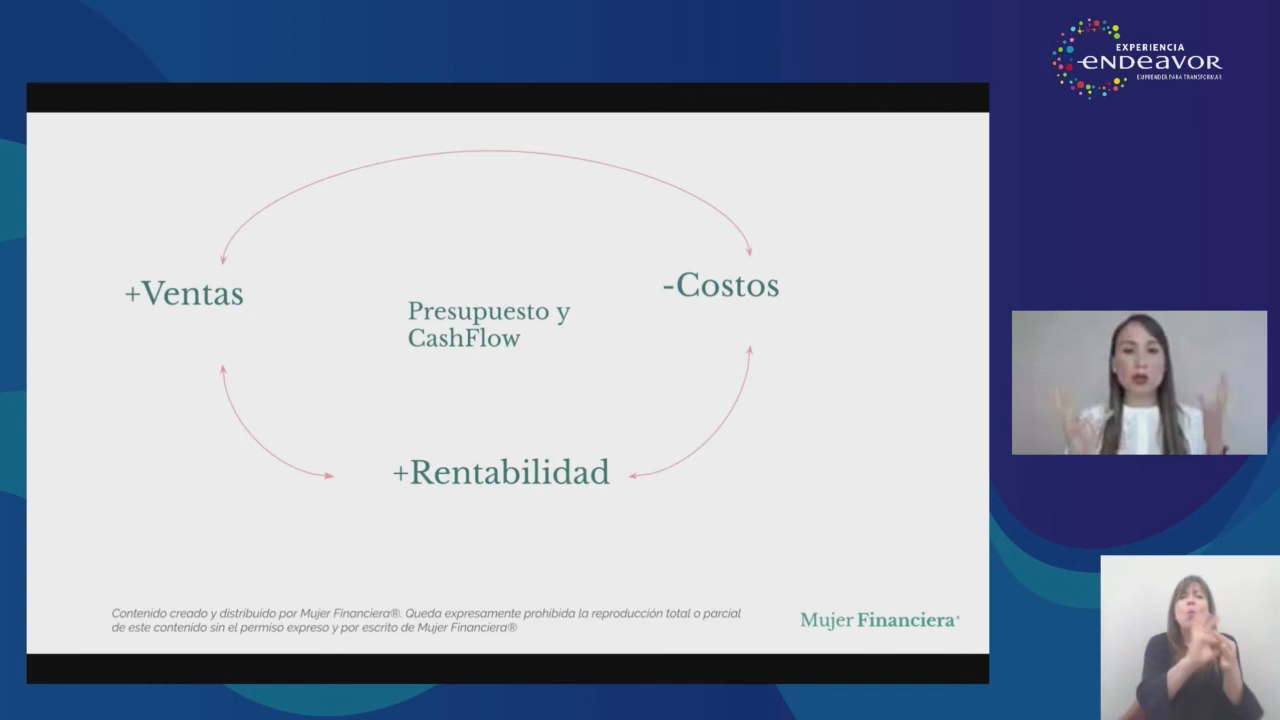 EXPERIENCIA
ENDEAVOR
EMPRENDER PARA TRANSFORMAR
+Ventas
-Costos
Presupuesto y
CashFlow
+Rentabilidad
Contenido creado y distribuido por Mujer Financiera®. Queda expresamente prohibida la reproducción total o parcial
de este contenido sin el permiso expreso y por escrito de Mujer Financiera®
Mujer Financiera®